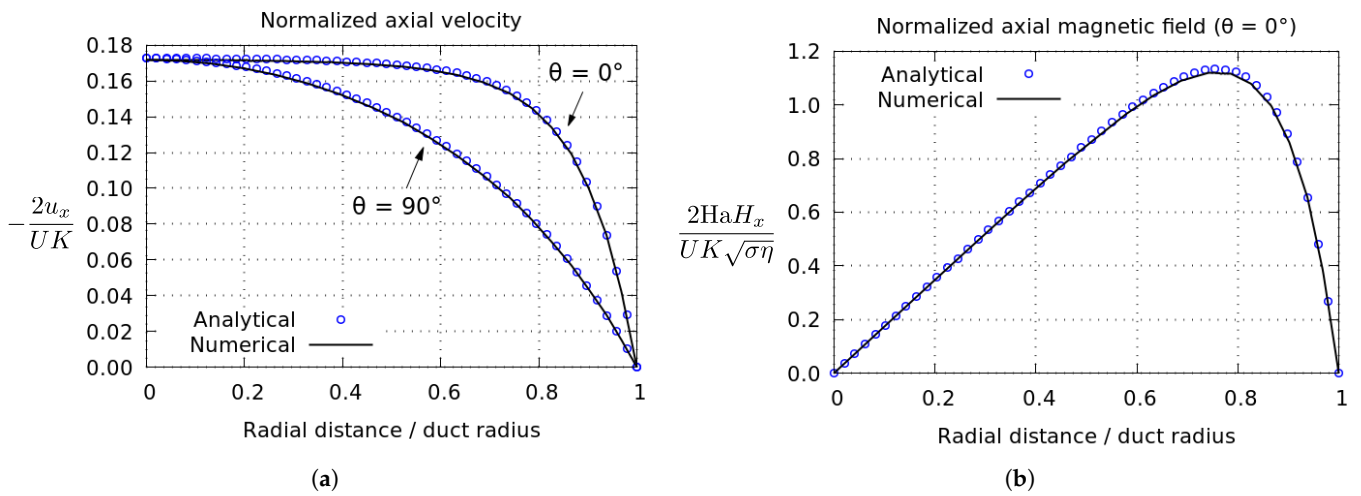 Normalized axial velocity
0.18
0.16
0.14
0.12
0.10
0.08
0.06
0.04
0.02
0.00
0 0.2 0.4 0.6 0.8 1
θ = 0°
θ = 90°
−2u_x / UK
Analytical
Numerical
Radial distance / duct radius
(a)
Normalized axial magnetic field (θ = 0°)
1.2
1.0
0.8
0.6
0.4
0.2
0.0
0 0.2 0.4 0.6 0.8 1
2HaH_x / UK√ση
Analytical
Numerical
Radial distance / duct radius
(b)